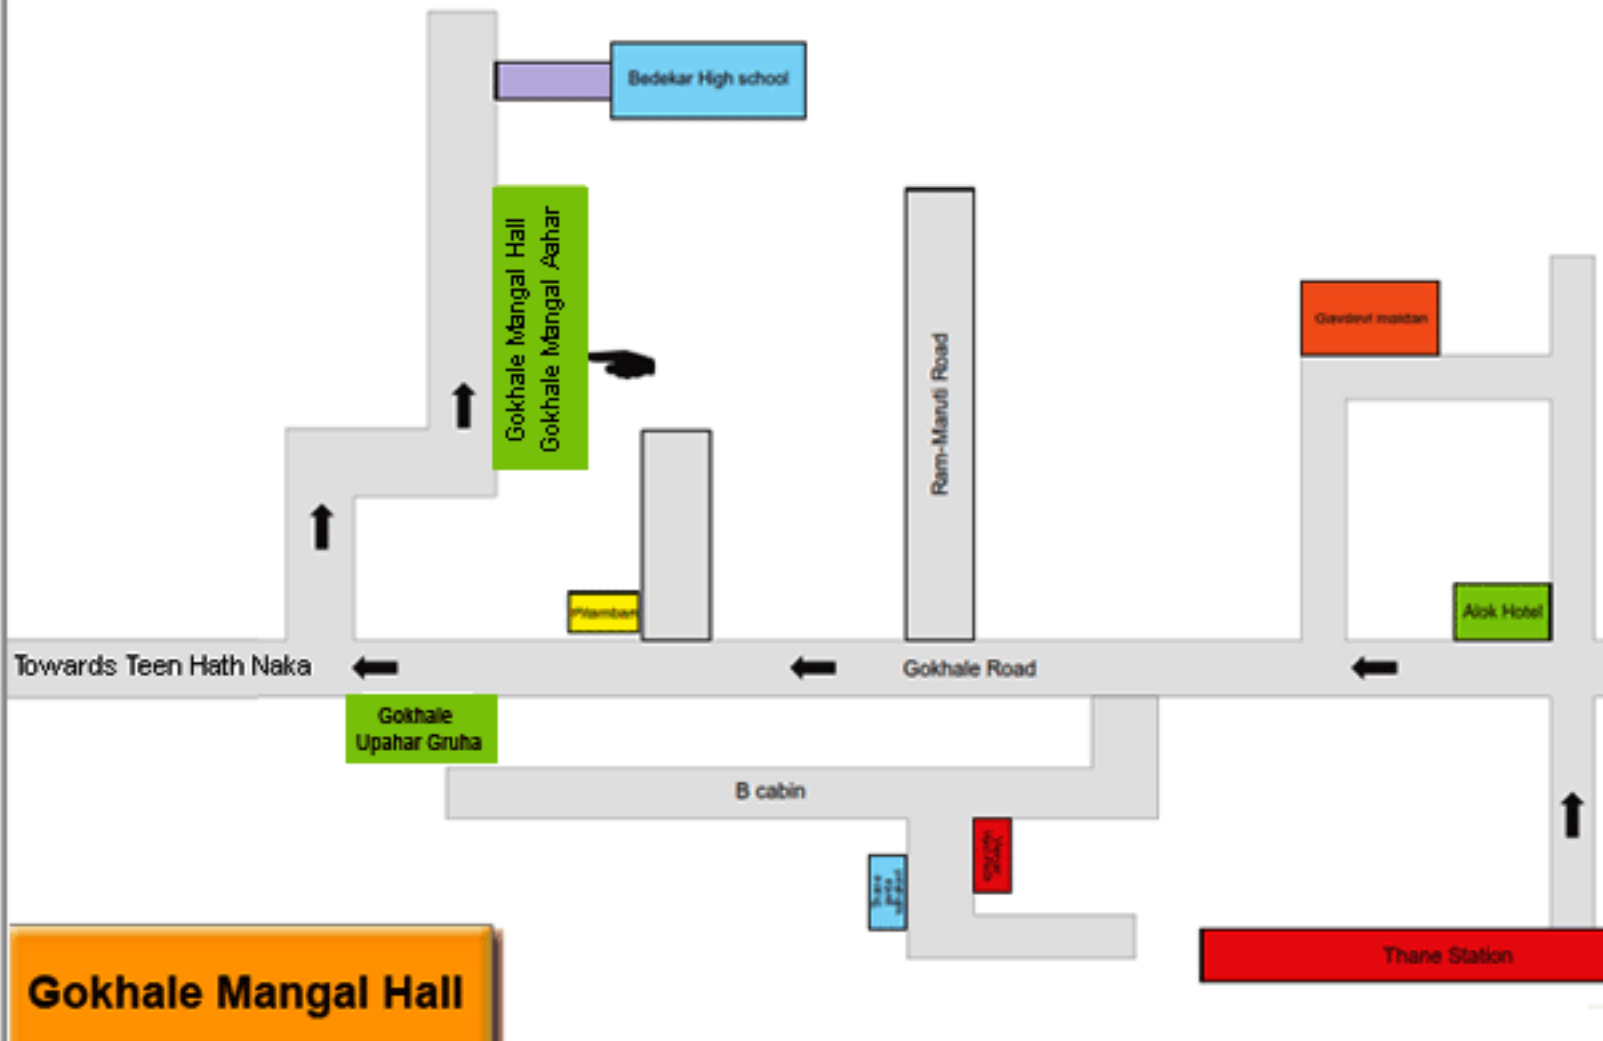 Bedekar High school
Gokhale Mangal Hall
Gokhale Mangal Aahar
Ram-Maruti Road
Gavdevi maidan
Alok Hotel
Towards Teen Hath Naka
Gokhale Road
Gokhale
Upahar Gruha
B cabin
Thane
Thane Station
Gokhale Mangal Hall